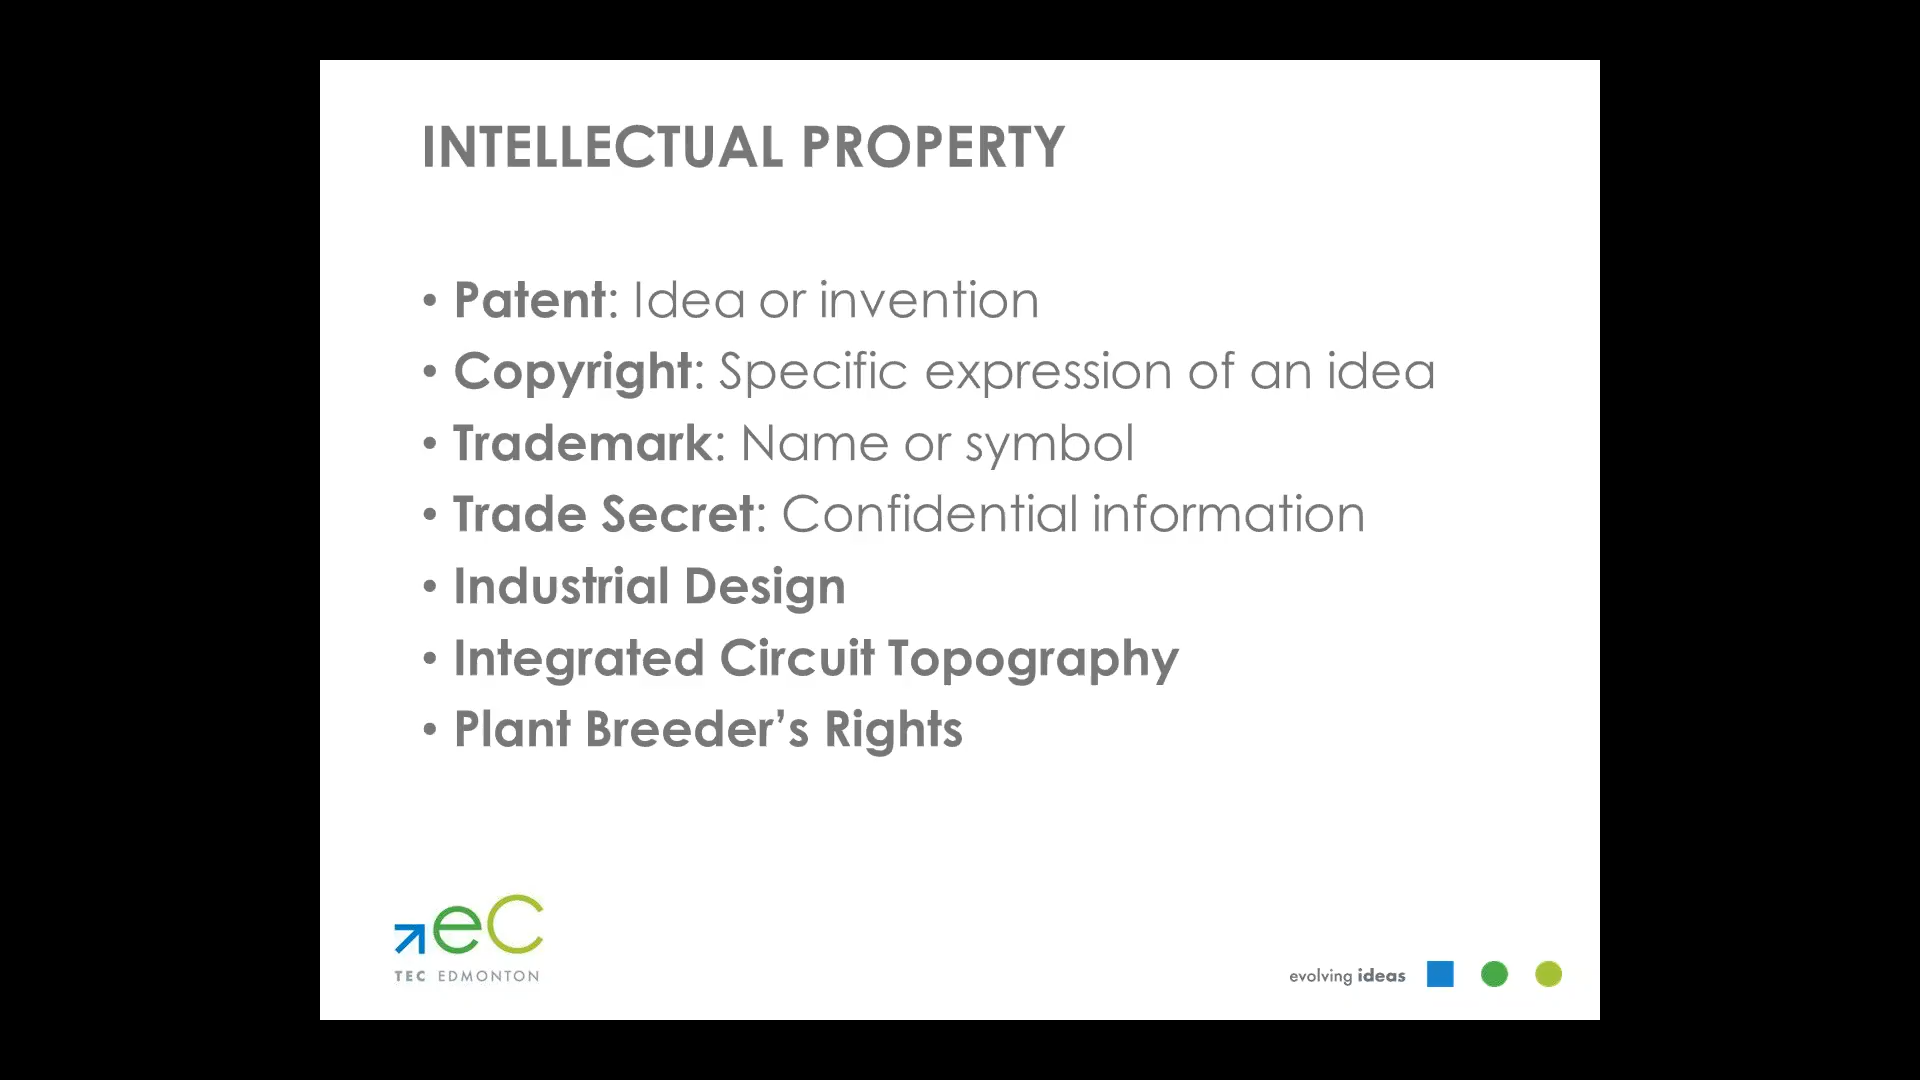 INTELLECTUAL PROPERTY
• Patent: Idea or invention
• Copyright: Specific expression of an idea
• Trademark: Name or symbol
• Trade Secret: Confidential information
• Industrial Design
• Integrated Circuit Topography
• Plant Breeder’s Rights
eC
TEC EDMONTON
evolving ideas